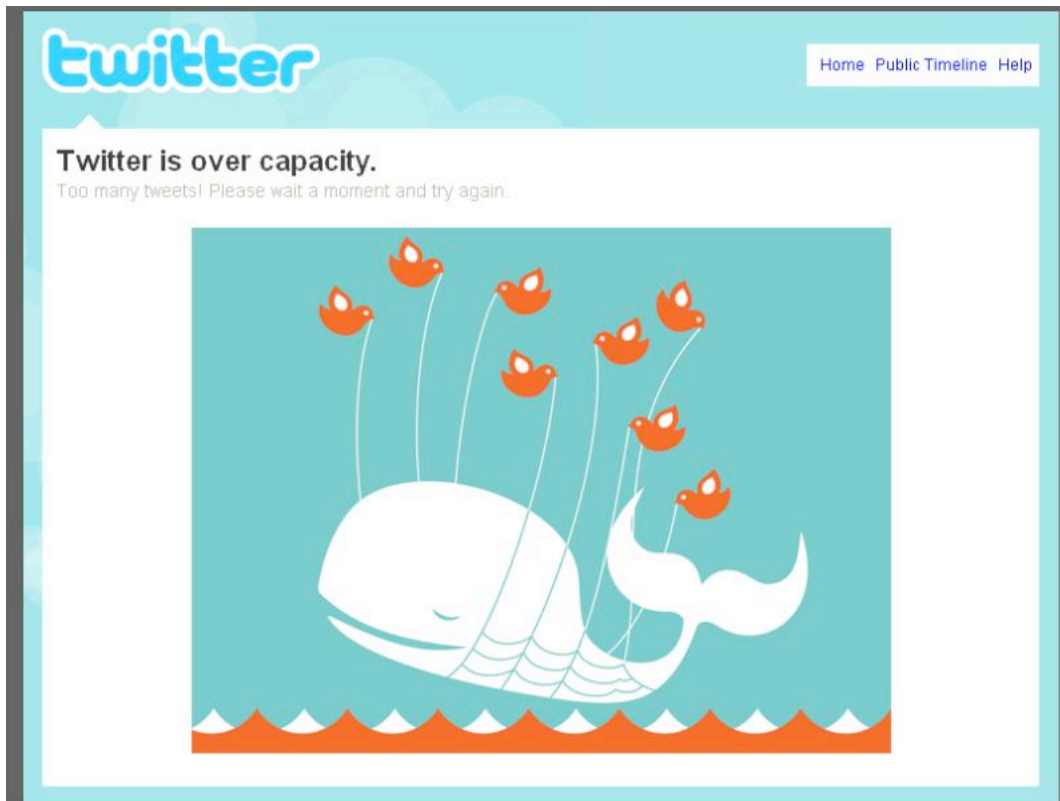 twitter
Home Public Timeline Help
Twitter is over capacity.
Too many tweets! Please wait a moment and try again.